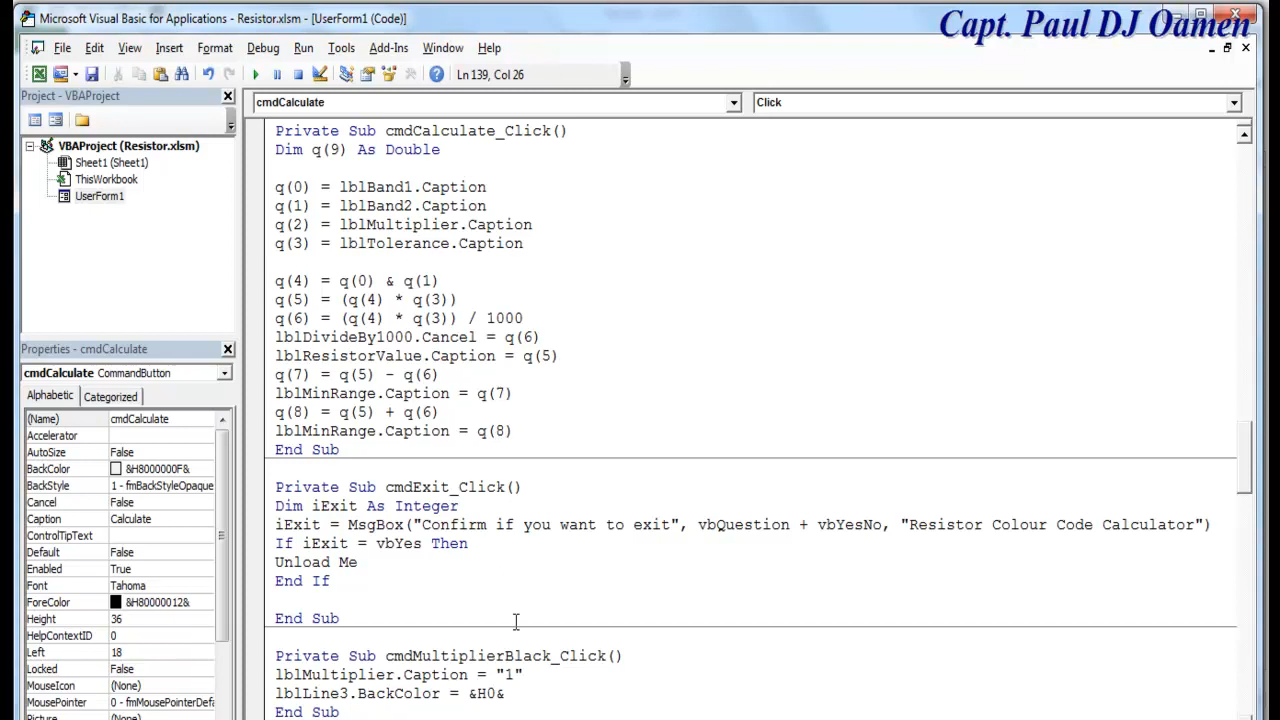 Microsoft Visual Basic for Applications - Resistor.xlsm - [UserForm1 (Code)]
Capt. Paul DJ Oamen
File Edit View Insert Format Debug Run Tools Add-Ins Window Help
Ln 139, Col 26
Project - VBAProject
VBAProject (Resistor.xlsm)
Sheet1 (Sheet1)
ThisWorkbook
UserForm1
Properties - cmdCalculate
cmdCalculate CommandButton
Alphabetic Categorized
(Name) cmdCalculate
Accelerator
AutoSize False
BackColor &H8000000F&
BackStyle 1 - fmBackStyleOpaque
Cancel False
Caption Calculate
ControlTipText
Default False
Enabled True
Font Tahoma
ForeColor &H80000012&
Height 36
HelpContextID 0
Left 18
Locked False
MouseIcon (None)
MousePointer 0 - fmMousePointerDefa
Picture (None)
cmdCalculate Click
Private Sub cmdCalculate_Click()
Dim q(9) As Double
q(0) = lblBand1.Caption
q(1) = lblBand2.Caption
q(2) = lblMultiplier.Caption
q(3) = lblTolerance.Caption
q(4) = q(0) & q(1)
q(5) = (q(4) * q(3))
q(6) = (q(4) * q(3)) / 1000
lblDivideBy1000.Cancel = q(6)
lblResistorValue.Caption = q(5)
q(7) = q(5) - q(6)
lblMinRange.Caption = q(7)
q(8) = q(5) + q(6)
lblMinRange.Caption = q(8)
End Sub
Private Sub cmdExit_Click()
Dim iExit As Integer
iExit = MsgBox("Confirm if you want to exit", vbQuestion + vbYesNo, "Resistor Colour Code Calculator")
If iExit = vbYes Then
Unload Me
End If
End Sub
Private Sub cmdMultiplierBlack_Click()
lblMultiplier.Caption = "1"
lblLine3.BackColor = &H0&
End Sub